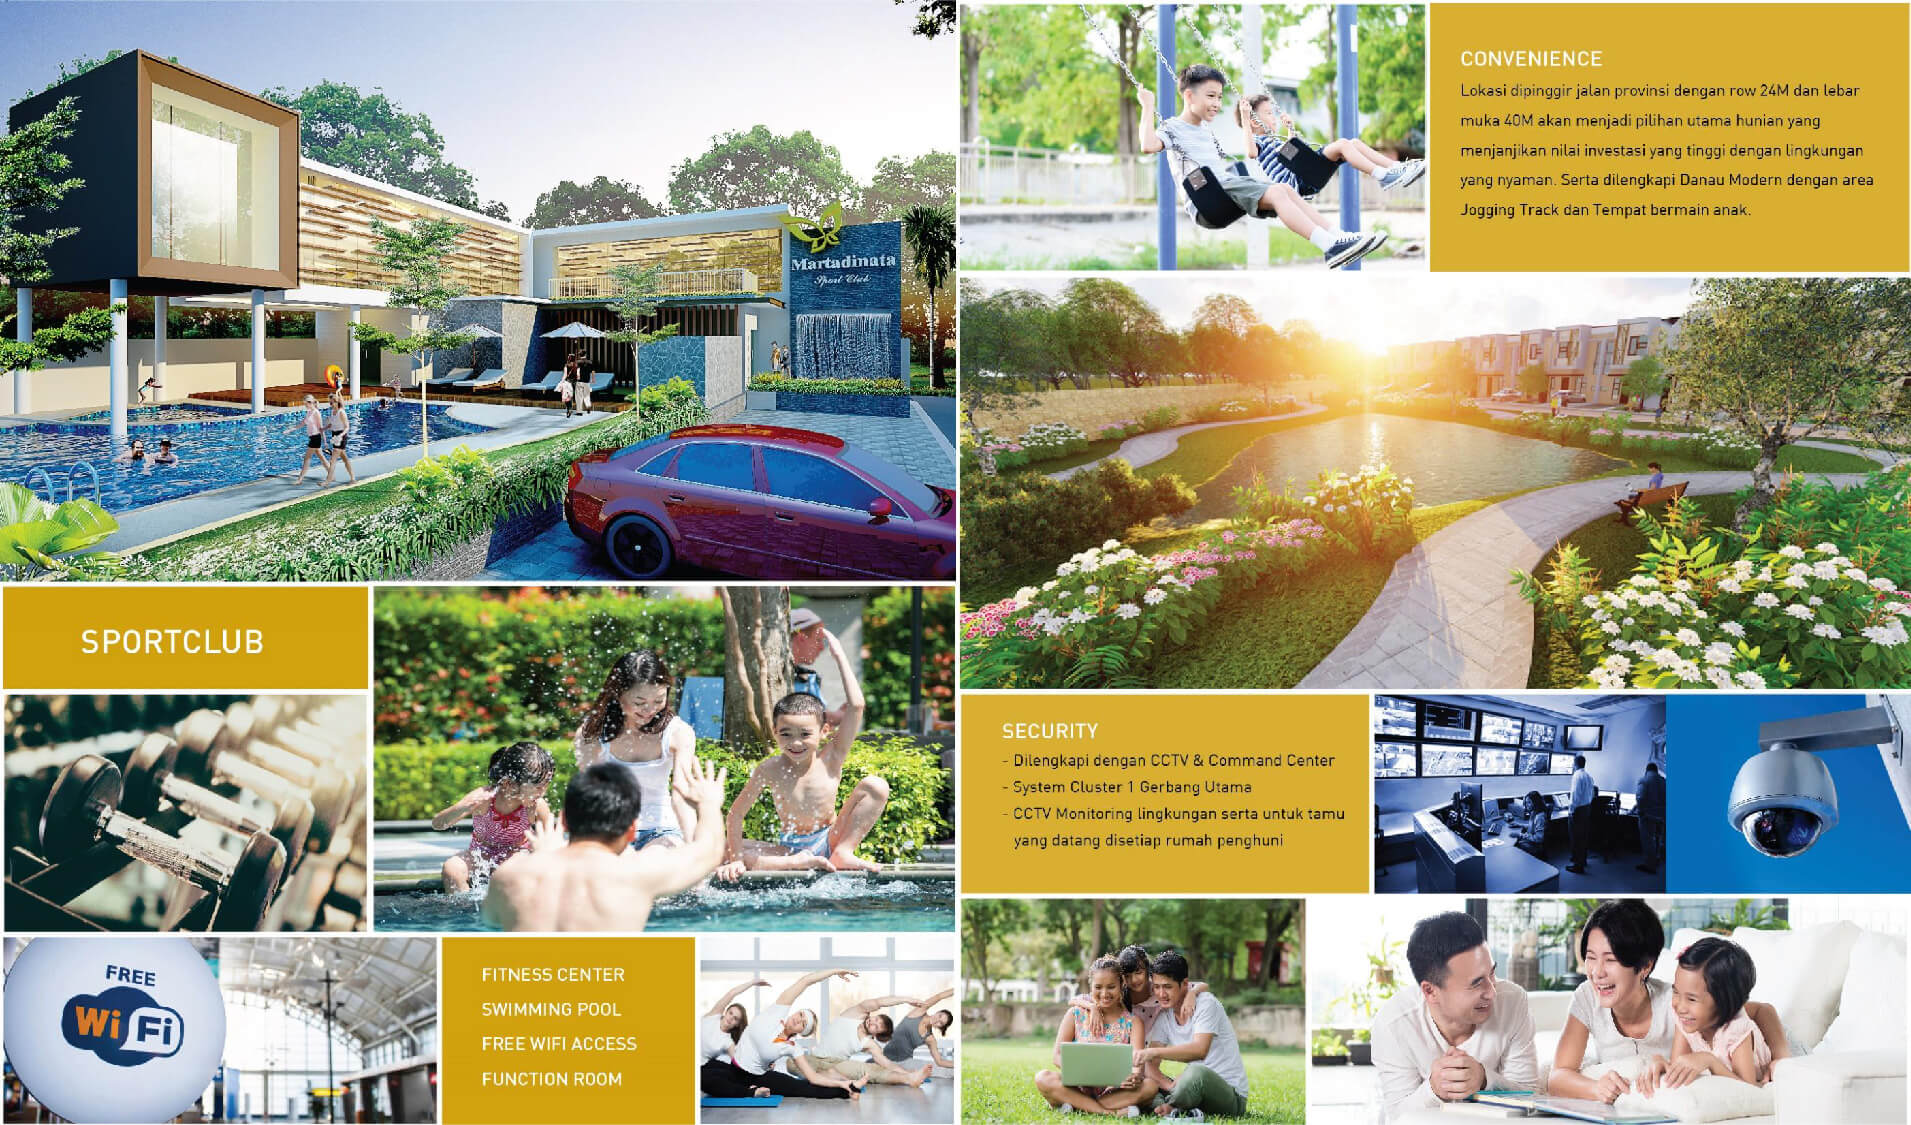 Martadinata
Sport Club
SPORTCLUB
FREE
WiFi
FITNESS CENTER
SWIMMING POOL
FREE WIFI ACCESS
FUNCTION ROOM
CONVENIENCE
Lokasi dipinggir jalan provinsi dengan row 24M dan lebar
muka 40M akan menjadi pilihan utama hunian yang
menjanjikan nilai investasi yang tinggi dengan lingkungan
yang nyaman. Serta dilengkapi Danau Modern dengan area
Jogging Track dan Tempat bermain anak.
SECURITY
- Dilengkapi dengan CCTV & Command Center
- System Cluster 1 Gerbang Utama
- CCTV Monitoring lingkungan serta untuk tamu
yang datang disetiap rumah penghuni